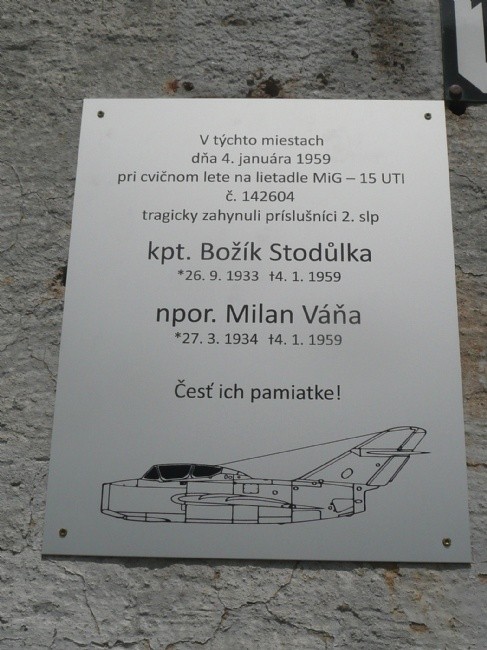 V týchto miestach
dňa 4. januára 1959
pri cvičnom lete na lietadle MiG – 15 UTI
č. 142604
tragicky zahynuli príslušníci 2. slp
kpt. Božík Stodůlka
*26. 9. 1933 †4. 1. 1959
npor. Milan Váňa
*27. 3. 1934 †4. 1. 1959
Česť ich pamiatke!